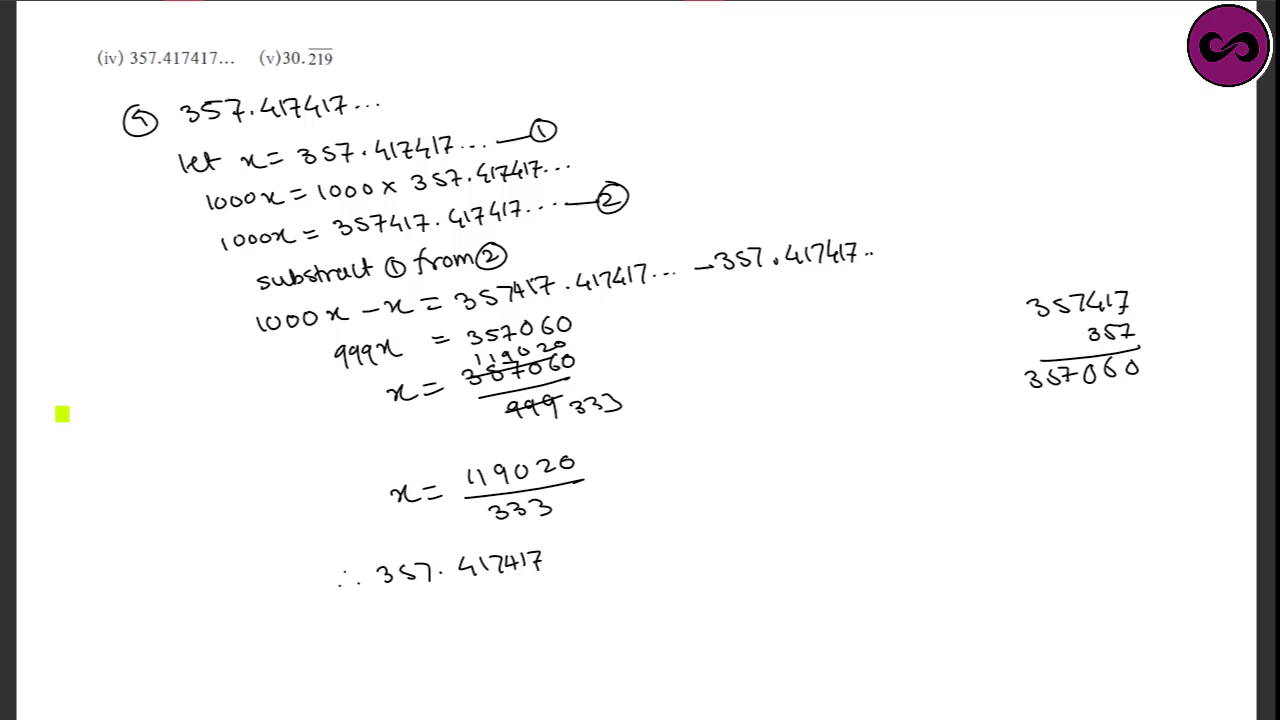 (iv) 357.417417... (v)30.219
④ 357.417417...
let x = 357.417417... —①
1000x = 1000 × 357.417417...
1000x = 357417.417417.... —②
substract ① from ②
1000x - x = 357417.417417... - 357.417417..
999x = 357060
119020
x = 357060
999 333
x = 119020
333
∴ 357.417417
357417
357
357060